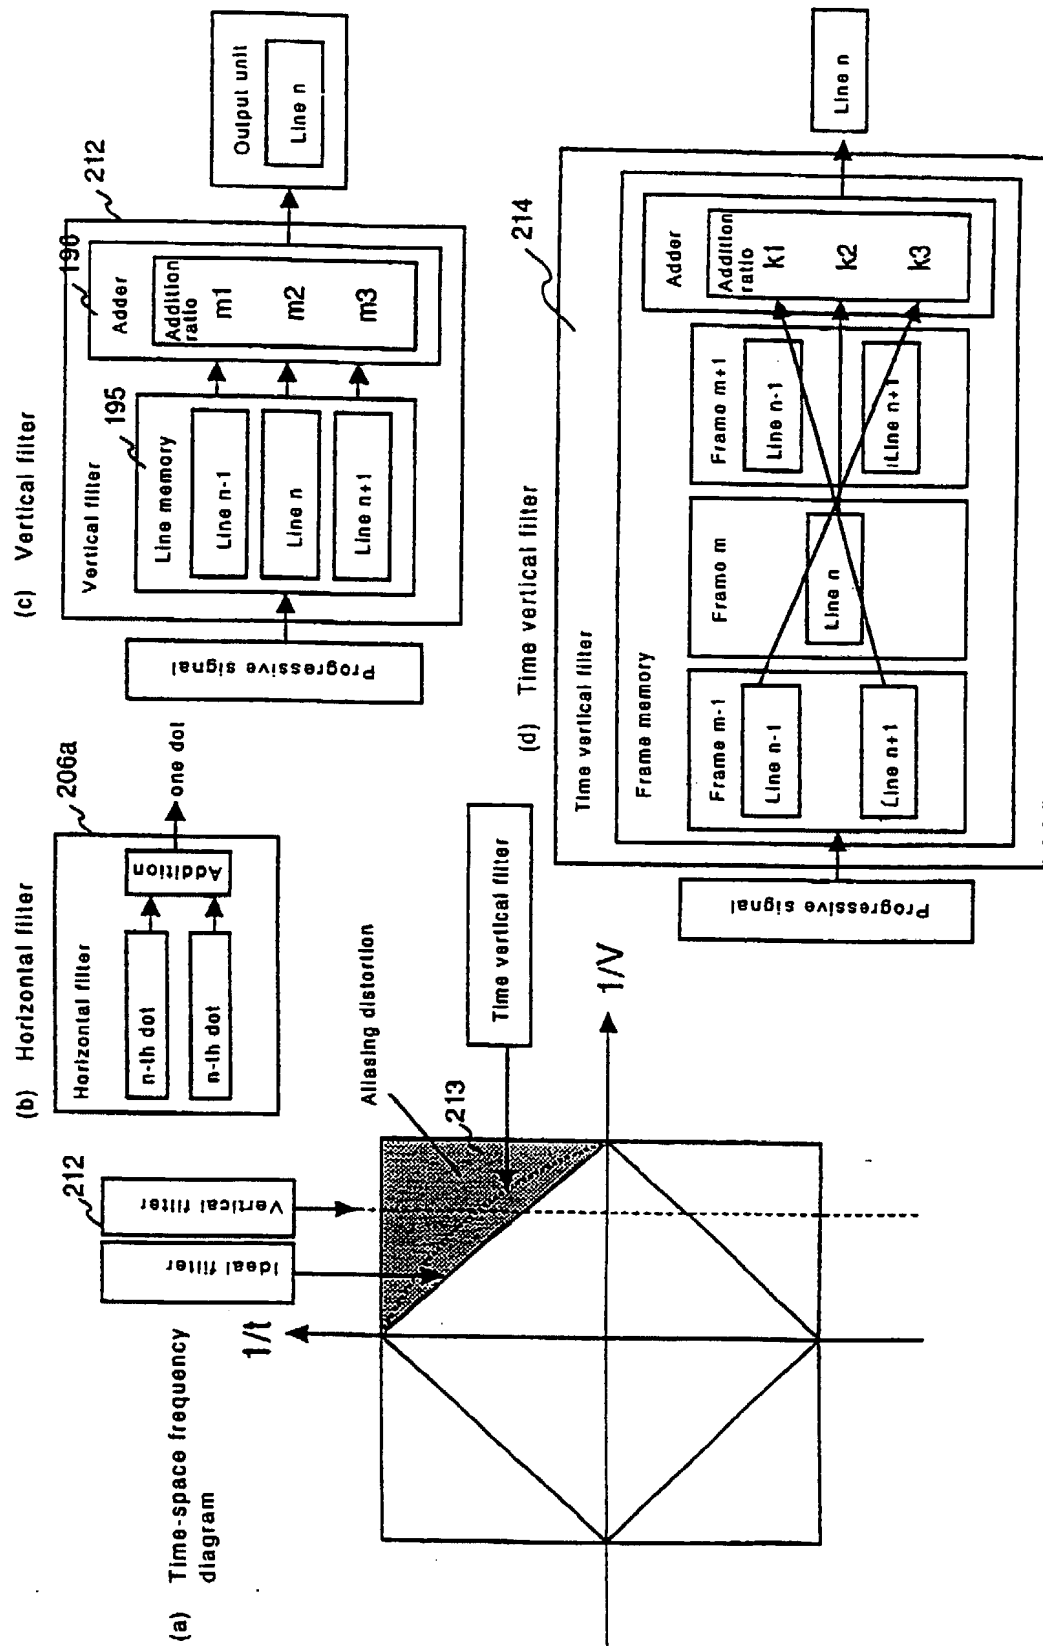 (a) Time-space frequency
diagram
1/t
1/V
Ideal filter
Vertical filter
212
Aliasing distortion
213
Time vertical filter
(b) Horizontal filter
206a
Horizontal filter
n-th dot
n-th dot
Addition
one dot
(c) Vertical filter
212
Progressive signal
Vertical filter
195
Line memory
Line n-1
Line n
Line n+1
196
Adder
Addition
ratio
m1
m2
m3
Output unit
Line n
(d) Time vertical filter
214
Progressive signal
Time vertical filter
Frame memory
Frame m-1
Line n-1
Line n+1
Frame m
Line n
Frame m+1
Line n-1
Line n+1
Adder
Addition
ratio
k1
k2
k3
Line n